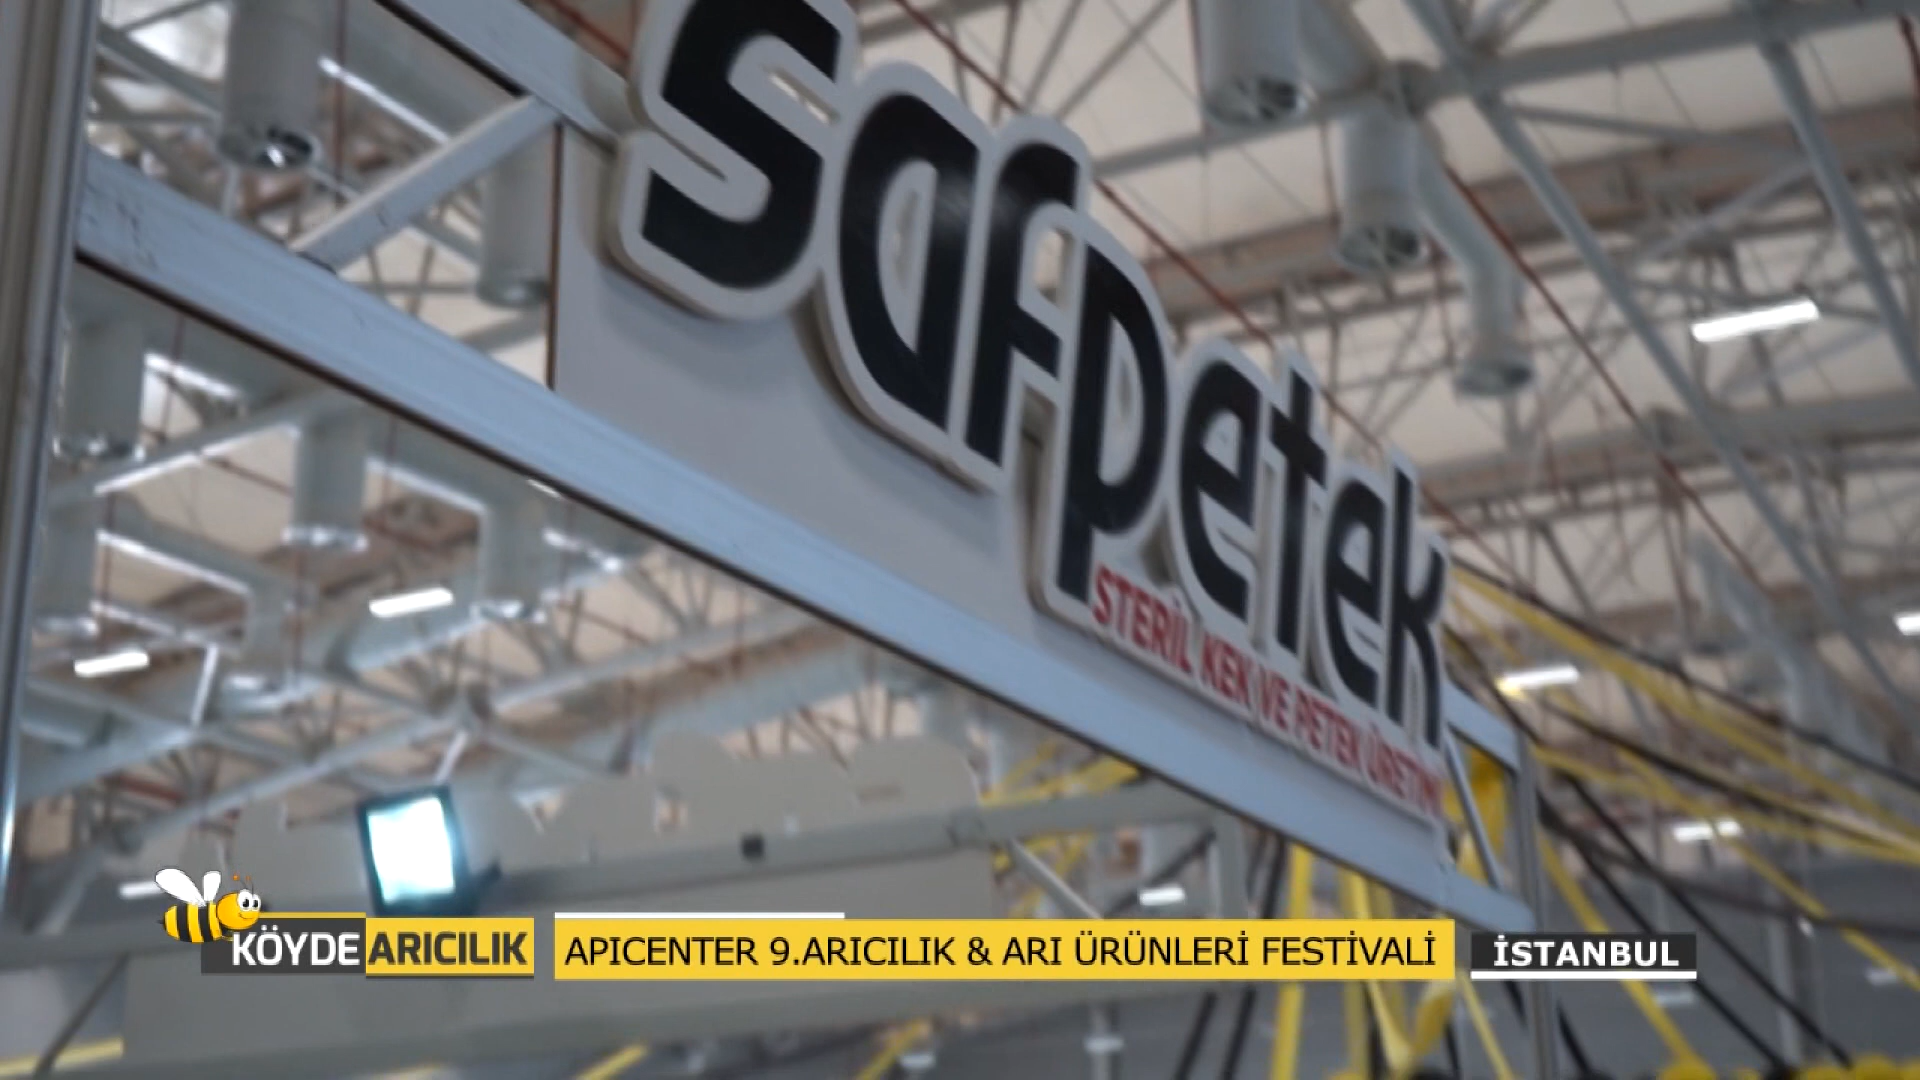 safpetek
STERİL KEK VE PETEK ÜRETİMİ
KÖYDE ARICILIK
APICENTER 9.ARICILIK & ARI ÜRÜNLERİ FESTİVALİ
İSTANBUL